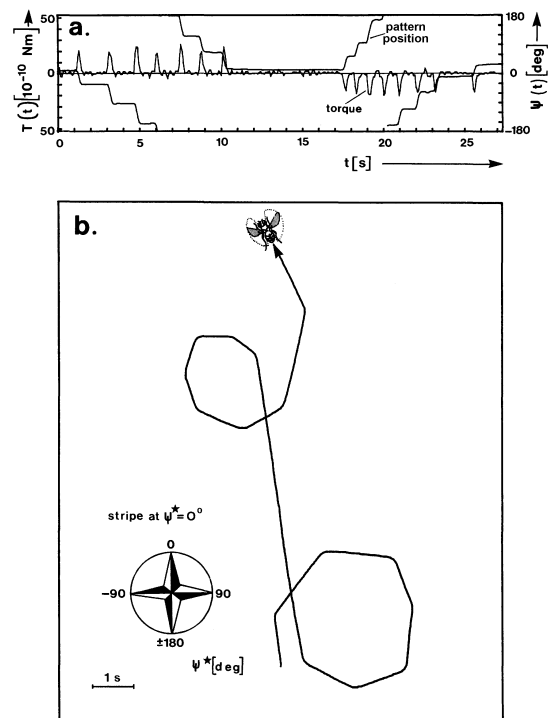 a.
50
0
50
T (t) [10⁻¹⁰ Nm]
pattern
position
torque
180
0
-180
ψ (t) [deg]
0
5
10
15
20
25
t[s]
b.
stripe at ψ* = 0°
0
-90
90
±180
ψ* [deg]
1 s